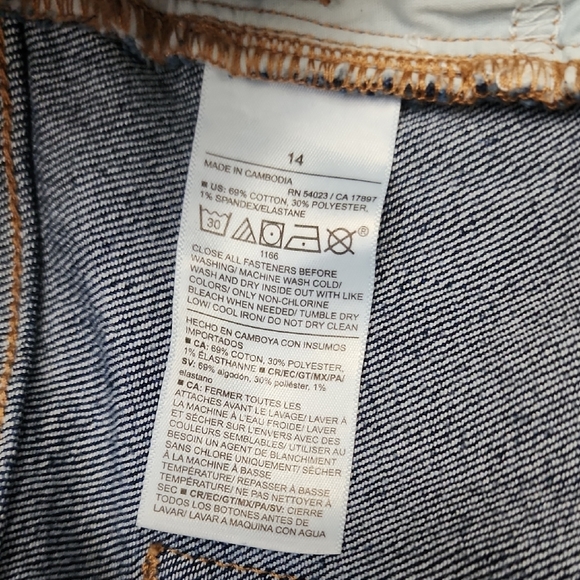 14
MADE IN CAMBODIA
RN 54023 / CA 17897
■ US: 69% COTTON, 30% POLYESTER,
1% SPANDEX/ELASTANE
30
®
1166
CLOSE ALL FASTENERS BEFORE
WASHING/ MACHINE WASH COLD/
WASH AND DRY INSIDE OUT WITH LIKE
COLORS/ ONLY NON-CHLORINE
BLEACH WHEN NEEDED/ TUMBLE DRY
LOW/ COOL IRON/ DO NOT DRY CLEAN
HECHO EN CAMBOYA CON INSUMOS
IMPORTADOS
■ CA: 69% COTON, 30% POLYESTER,
1% ÉLASTHANNE ■ CR/EC/GT/MX/PA/
SV: 69% algodón, 30% poliéster, 1%
elastano
■ CA: FERMER TOUTES LES
ATTACHES AVANT LE LAVAGE/ LAVER À
LA MACHINE À L'EAU FROIDE/ LAVER
ET SÉCHER SUR L'ENVERS AVEC DES
COULEURS SEMBLABLES/ UTILISER AU
BESOIN UN AGENT DE BLANCHIMENT
SANS CHLORE UNIQUEMENT/ SÉCHER
À LA MACHINE À BASSE
TEMPÉRATURE/ REPASSER À BASSE
TEMPÉRATURE/ NE PAS NETTOYER À
SEC ■ CR/EC/GT/MX/PA/SV: CIERRE
TODOS LOS BOTONES ANTES DE
LAVAR/ LAVAR A MAQUINA CON AGUA